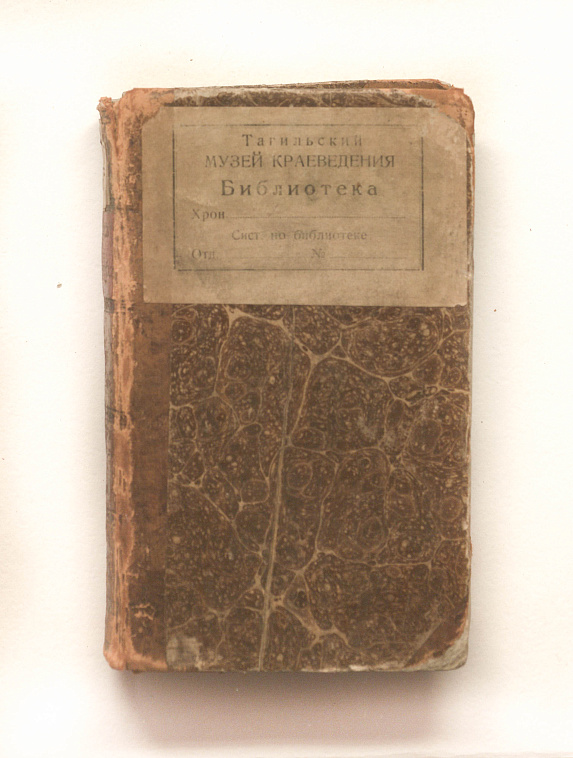 Тагильский
МУЗЕЙ КРАЕВЕДЕНИЯ
Библиотека
Хрон
Сист. по библиотеке
Отд. №